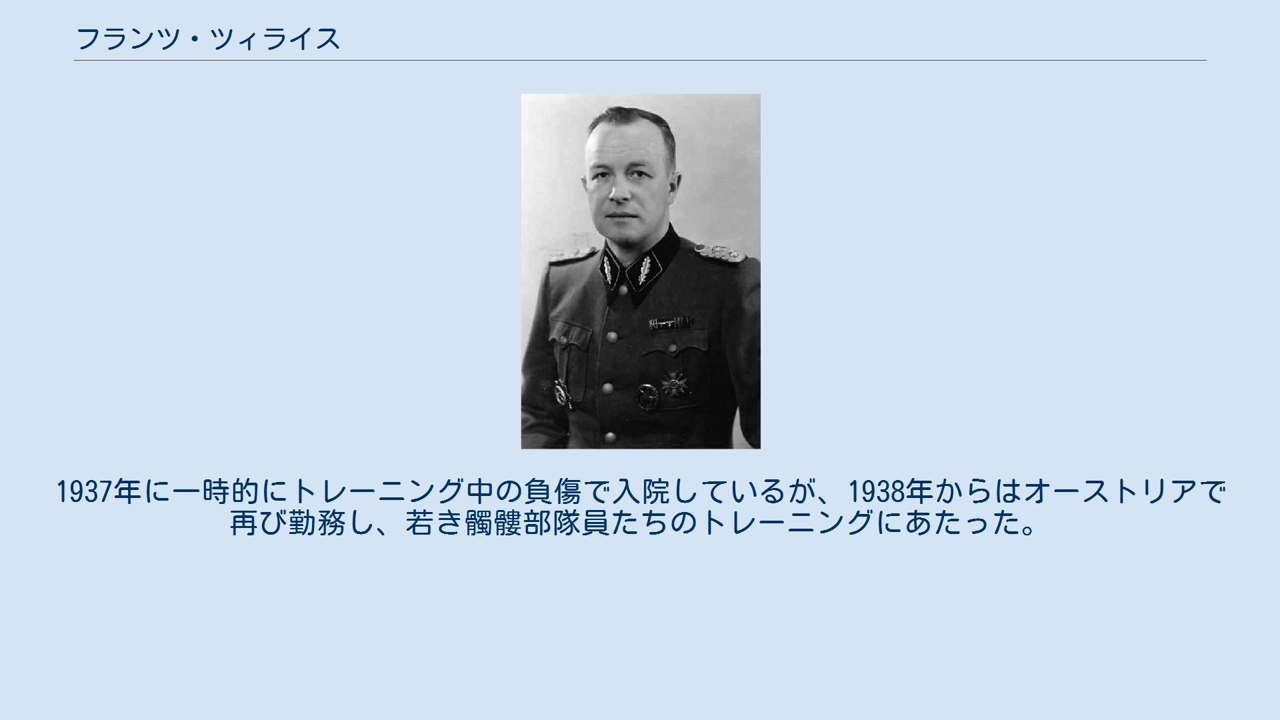 フランツ・ツィライス
1937年に一時的にトレーニング中の負傷で入院しているが、1938年からはオーストリアで
再び勤務し、若き髑髏部隊員たちのトレーニングにあたった。